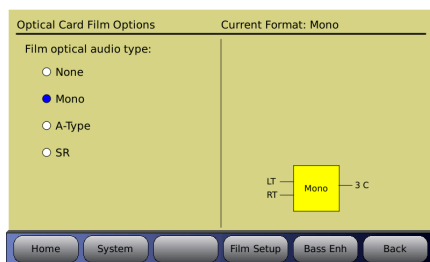 Optical Card Film Options
Current Format: Mono
Film optical audio type:
None
Mono
A-Type
SR
LT
RT
Mono
3 C
Home
System
Film Setup
Bass Enh
Back